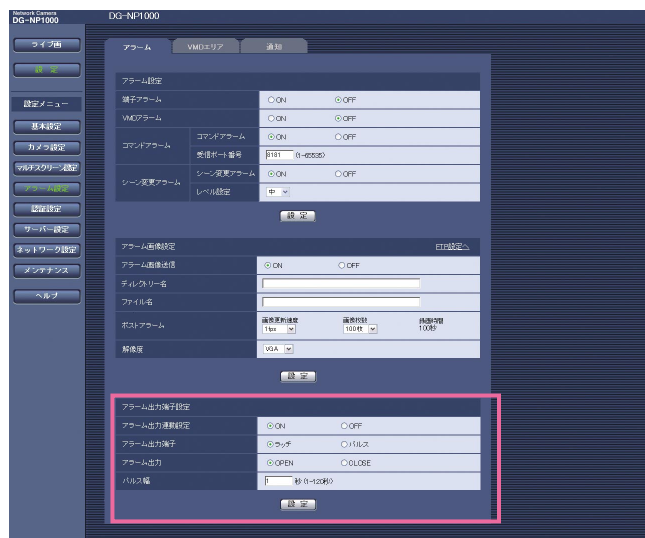 Network Camera
DG-NP1000
DG-NP1000
ライブ画
設 定
設定メニュー
基本設定
カメラ設定
マルチスクリーン設定
アラーム設定
認証設定
サーバー設定
ネットワーク設定
メンテナンス
ヘルプ
アラーム VMDエリア 通知
アラーム設定
端子アラーム ON OFF
VMDアラーム ON OFF
コマンドアラーム コマンドアラーム ON OFF
受信ポート番号 8181 (1-65535)
シーン変更アラーム シーン変更アラーム ON OFF
レベル設定 中
設 定
アラーム画像設定 FTP設定へ
アラーム画像送信 ON OFF
ディレクトリー名
ファイル名
ポストアラーム 画像更新速度 1fps 画像枚数 100枚 録画時間 100秒
解像度 VGA
設 定
アラーム出力端子設定
アラーム出力連動設定 ON OFF
アラーム出力端子 ラッチ パルス
アラーム出力 OPEN CLOSE
パルス幅 1 秒(1-120秒)
設 定